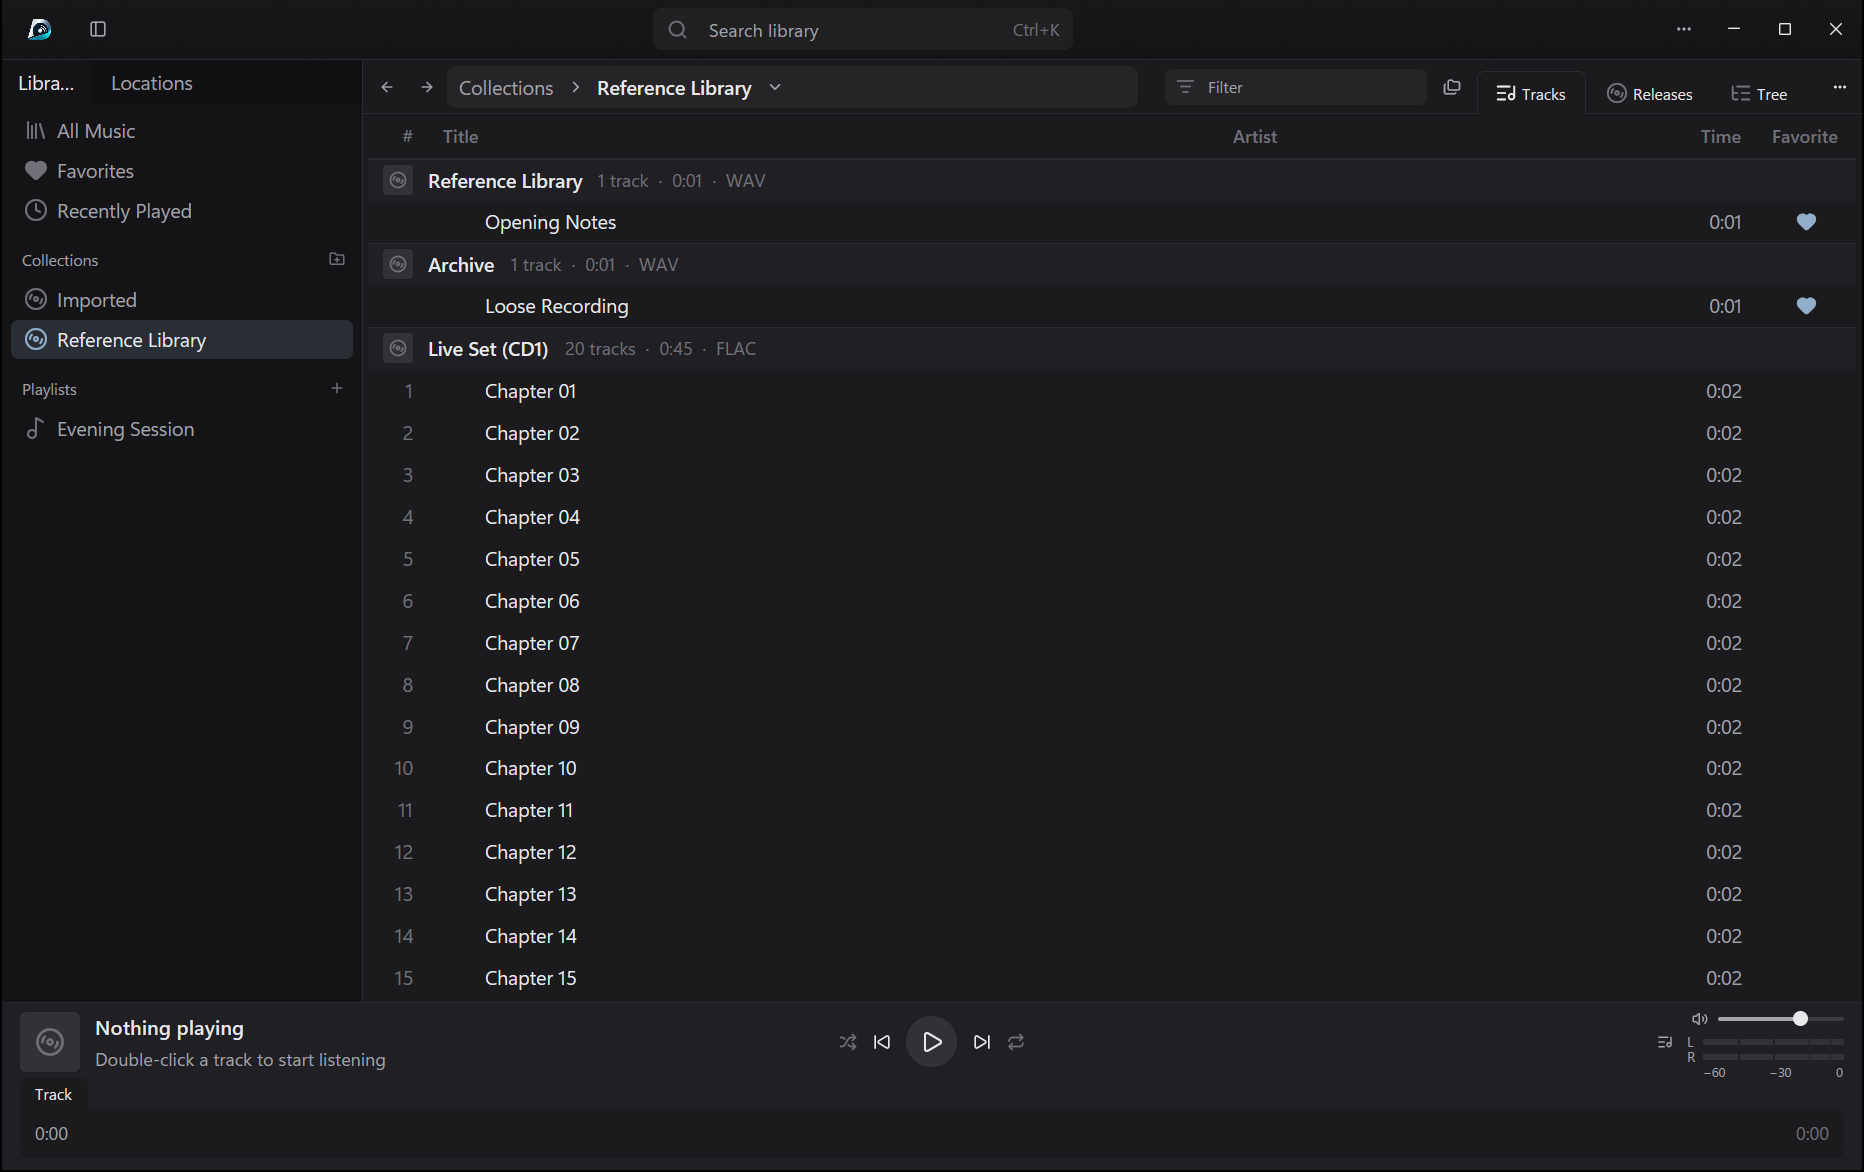 Search library Ctrl+K
Libra... Locations
All Music
Favorites
Recently Played
Collections
Imported
Reference Library
Playlists
Evening Session
Collections Reference Library
Filter
Tracks Releases Tree
# Title Artist Time Favorite
Reference Library 1 track · 0:01 · WAV
Opening Notes 0:01
Archive 1 track · 0:01 · WAV
Loose Recording 0:01
Live Set (CD1) 20 tracks · 0:45 · FLAC
1 Chapter 01 0:02
2 Chapter 02 0:02
3 Chapter 03 0:02
4 Chapter 04 0:02
5 Chapter 05 0:02
6 Chapter 06 0:02
7 Chapter 07 0:02
8 Chapter 08 0:02
9 Chapter 09 0:02
10 Chapter 10 0:02
11 Chapter 11 0:02
12 Chapter 12 0:02
13 Chapter 13 0:02
14 Chapter 14 0:02
15 Chapter 15 0:02
Nothing playing
Double-click a track to start listening
L
R
-60 -30 0
Track
0:00 0:00